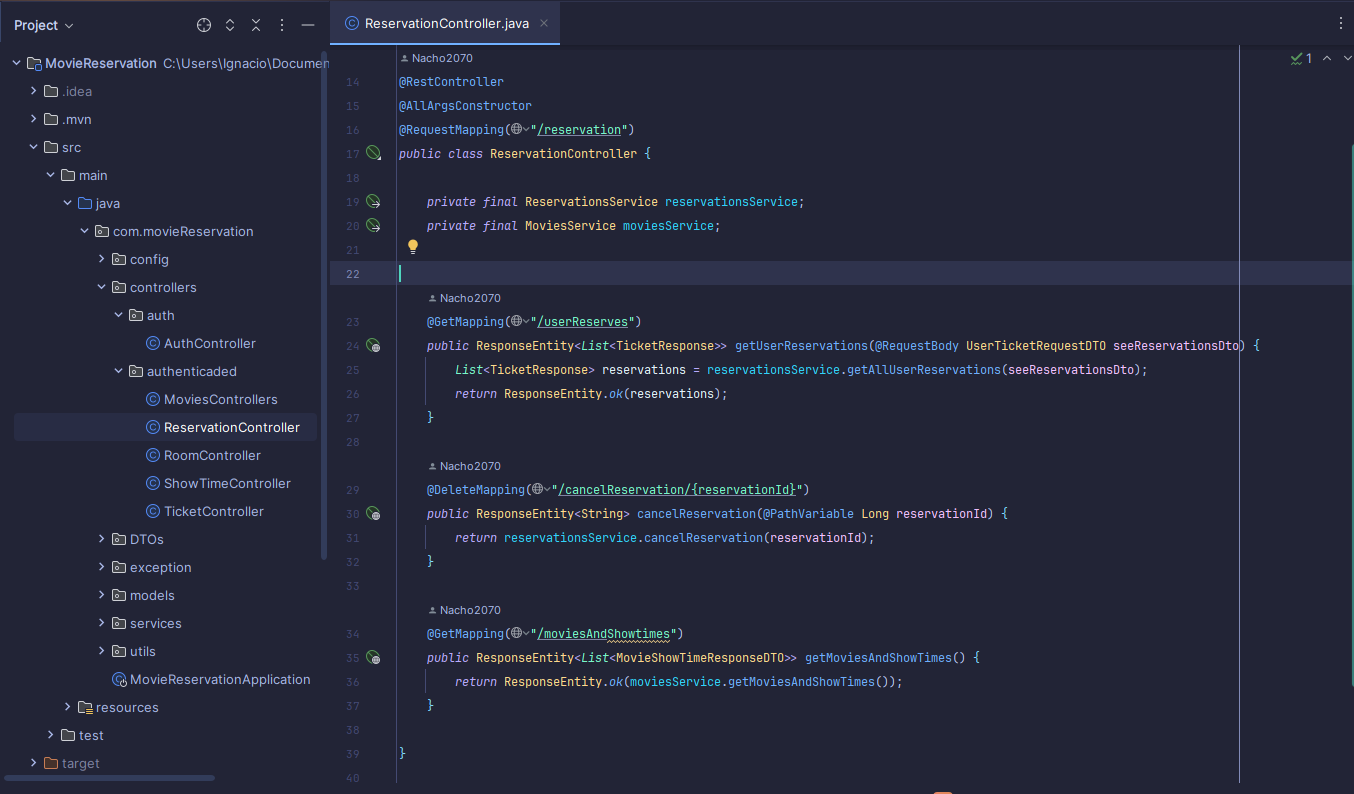 Project
MovieReservation C:\Users\Ignacio\Documen
.idea
.mvn
src
main
java
com.movieReservation
config
controllers
auth
AuthController
authenticaded
MoviesControllers
ReservationController
RoomController
ShowTimeController
TicketController
DTOs
exception
models
services
utils
MovieReservationApplication
resources
test
target
ReservationController.java
1
Nacho2070
14 @RestController
15 @AllArgsConstructor
16 @RequestMapping("/reservation")
17 public class ReservationController {
18
19 private final ReservationsService reservationsService;
20 private final MoviesService moviesService;
21
22
Nacho2070
23 @GetMapping("/userReserves")
24 public ResponseEntity<List<TicketResponse>> getUserReservations(@RequestBody UserTicketRequestDTO seeReservationsDto) {
25 List<TicketResponse> reservations = reservationsService.getAllUserReservations(seeReservationsDto);
26 return ResponseEntity.ok(reservations);
27 }
28
Nacho2070
29 @DeleteMapping("/cancelReservation/{reservationId}")
30 public ResponseEntity<String> cancelReservation(@PathVariable Long reservationId) {
31 return reservationsService.cancelReservation(reservationId);
32 }
33
Nacho2070
34 @GetMapping("/moviesAndShowtimes")
35 public ResponseEntity<List<MovieShowTimeResponseDTO>> getMoviesAndShowTimes() {
36 return ResponseEntity.ok(moviesService.getMoviesAndShowTimes());
37 }
38
39 }
40